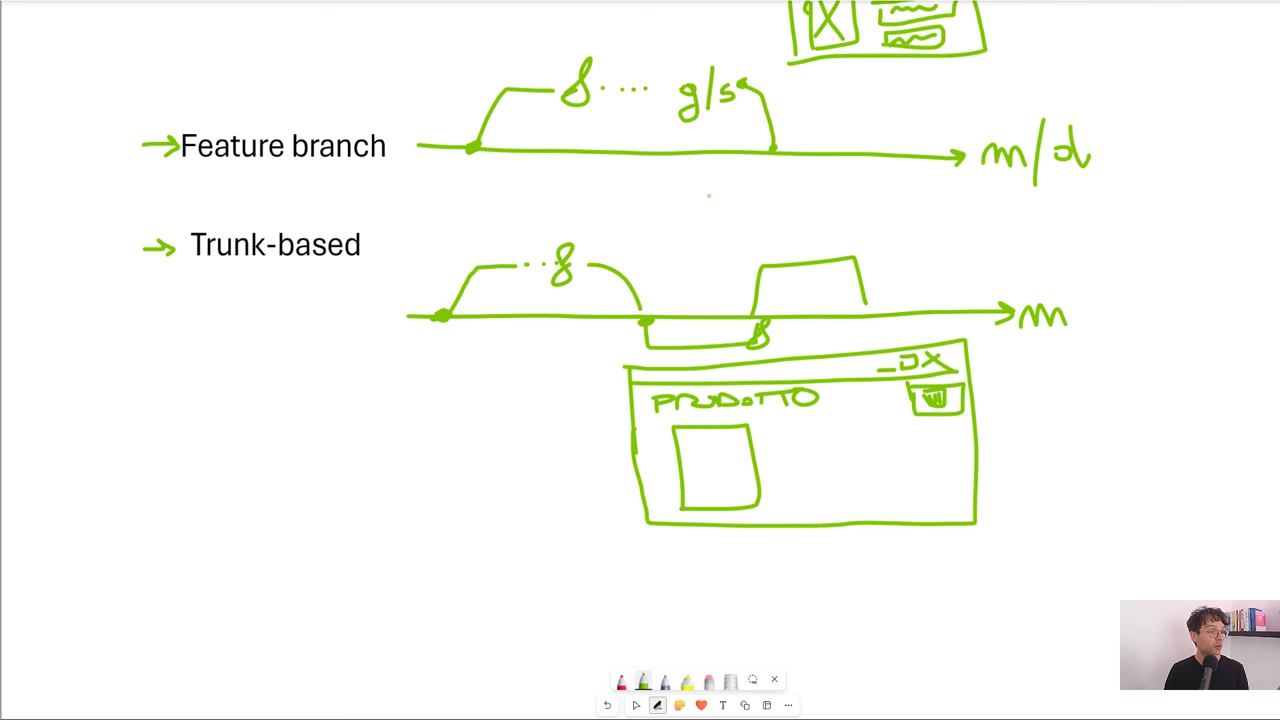 g/s
Feature branch
m/d
Trunk-based
m
PRODOTTO
T